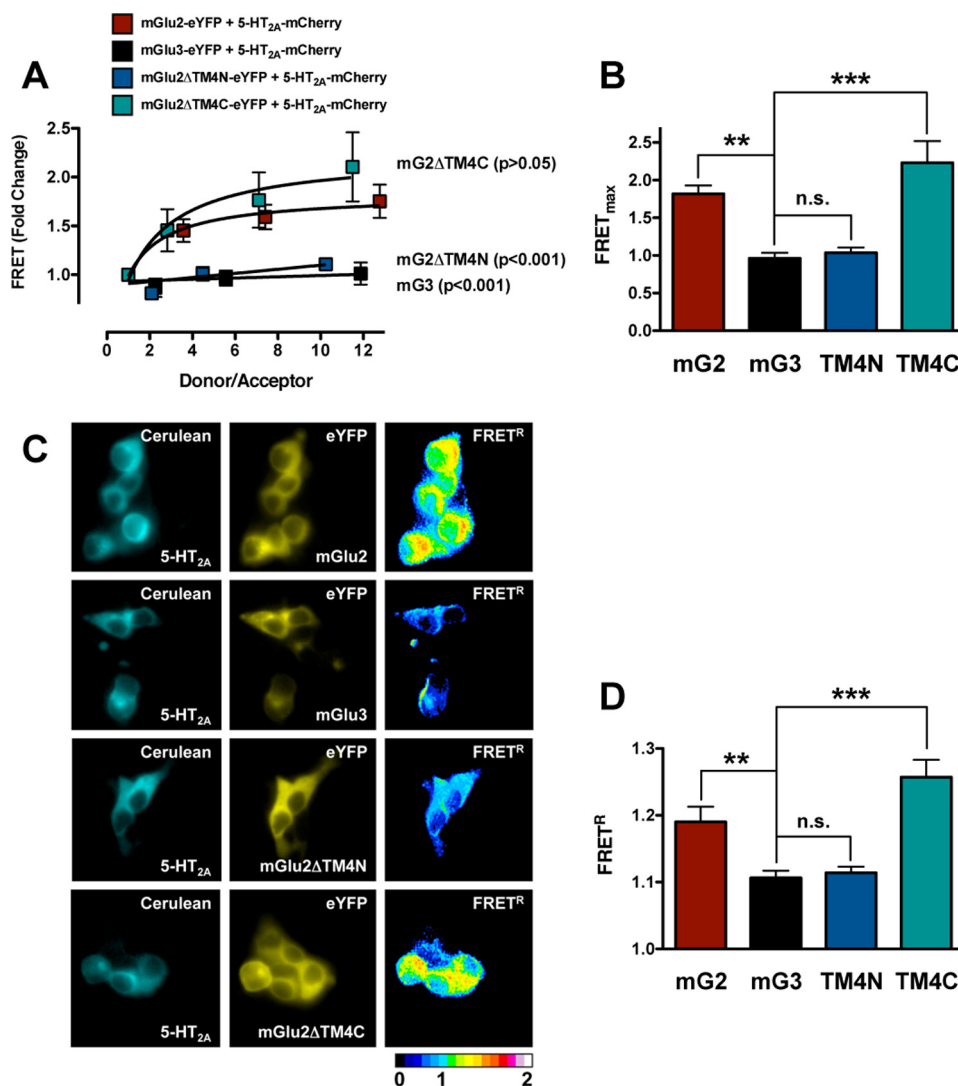 mGlu2-eYFP + 5-HT2A-mCherry
mGlu3-eYFP + 5-HT2A-mCherry
mGlu2ΔTM4N-eYFP + 5-HT2A-mCherry
mGlu2ΔTM4C-eYFP + 5-HT2A-mCherry
A
FRET (Fold Change)
2.5
2.0
1.5
1.0
0 2 4 6 8 10 12
Donor/Acceptor
mG2ΔTM4C (p>0.05)
mG2ΔTM4N (p<0.001)
mG3 (p<0.001)
B
FRETmax
2.5
2.0
1.5
1.0
0.5
0.0
**
***
n.s.
mG2 mG3 TM4N TM4C
C
Cerulean eYFP FRETR
5-HT2A mGlu2
Cerulean eYFP FRETR
5-HT2A mGlu3
Cerulean eYFP FRETR
5-HT2A mGlu2ΔTM4N
Cerulean eYFP FRETR
5-HT2A mGlu2ΔTM4C
0 1 2
D
FRETR
1.3
1.2
1.1
1.0
**
***
n.s.
mG2 mG3 TM4N TM4C